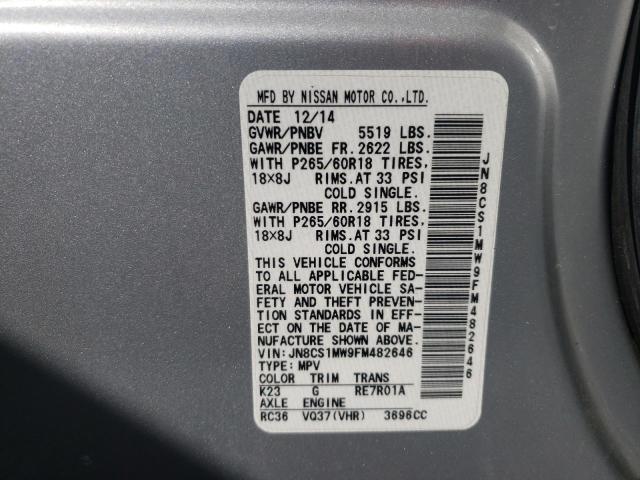 MFD BY NISSAN MOTOR CO.,LTD.
DATE 12/14
GVWR/PNBV 5519 LBS.
GAWR/PNBE FR. 2622 LBS.
WITH P265/60R18 TIRES,
18×8J RIMS.AT 33 PSI
COLD SINGLE.
GAWR/PNBE RR. 2915 LBS.
WITH P265/60R18 TIRES,
18×8J RIMS.AT 33 PSI
COLD SINGLE.
THIS VEHICLE CONFORMS
TO ALL APPLICABLE FED-
ERAL MOTOR VEHICLE SA-
FETY AND THEFT PREVEN-
TION STANDARDS IN EFF-
ECT ON THE DATE OF MA-
NUFACTURE SHOWN ABOVE.
VIN: JN8CS1MW9FM482646
TYPE: MPV
COLOR TRIM TRANS
K23 G RE7R01A
AXLE ENGINE
RC36 VQ37(VHR) 3696CC
JN8CS1MW9FM482646